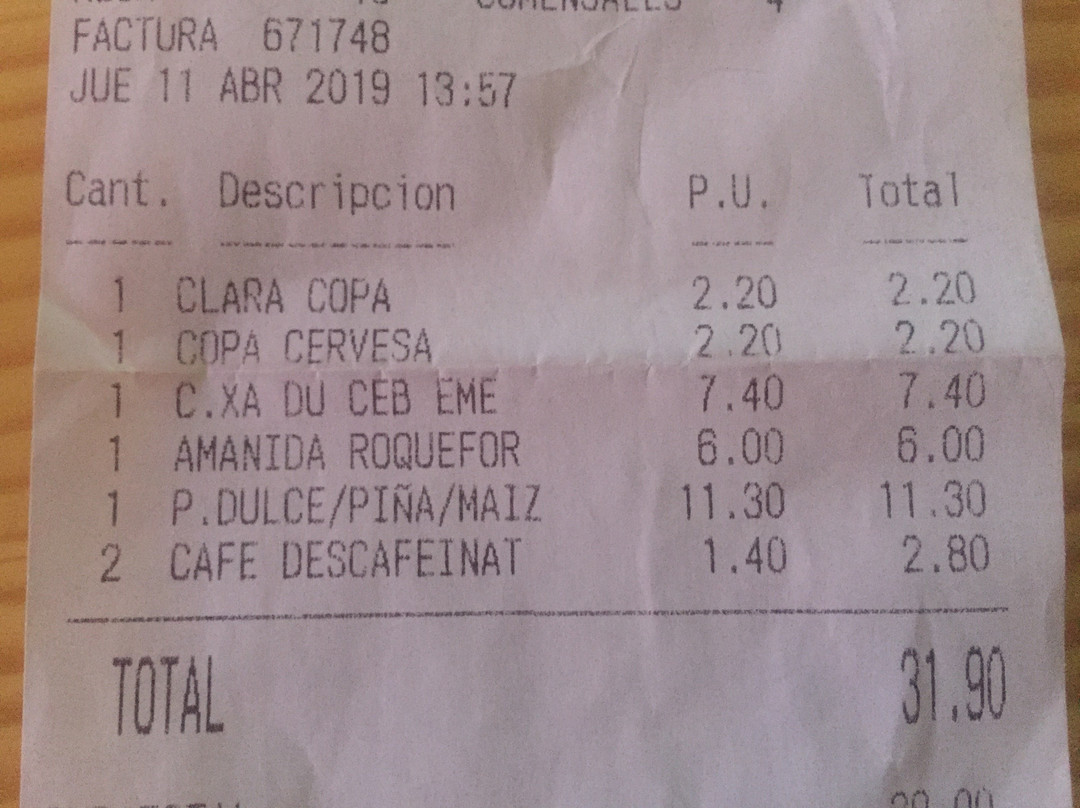 COMENSALES 4
FACTURA 671748
JUE 11 ABR 2019 13:57
Cant. Descripcion P.U. Total
1 CLARA COPA 2.20 2.20
1 COPA CERVESA 2.20 2.20
1 C.XA DU CEB EME 7.40 7.40
1 AMANIDA ROQUEFOR 6.00 6.00
1 P.DULCE/PIÑA/MAIZ 11.30 11.30
2 CAFE DESCAFEINAT 1.40 2.80
TOTAL 31.90